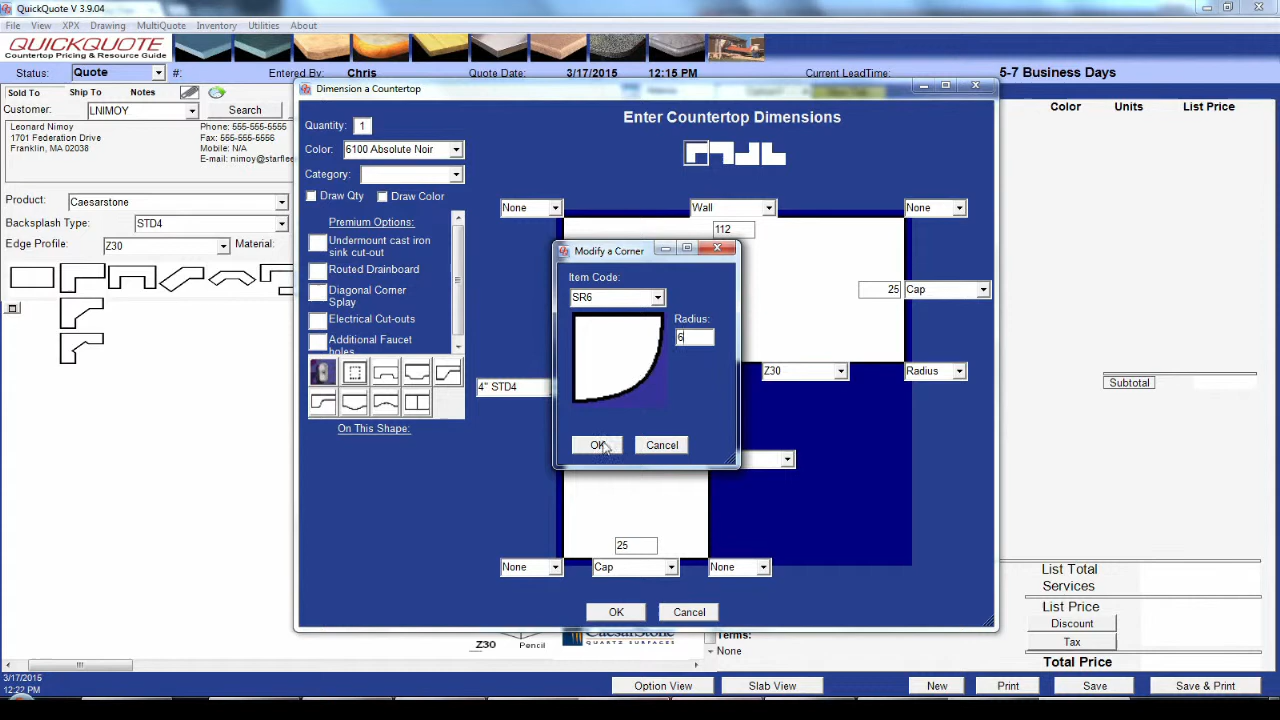 QuickQuote V 3.9.04
File View XPX Drawing MultiQuote Inventory Utilities About
QUICKQUOTE
Countertop Pricing & Resource Guide
Status: Quote #: Entered By: Chris Quote Date: 3/17/2015 12:15 PM Current LeadTime: 5-7 Business Days
Sold To Ship To Notes
Customer: LNIMOY Search
Leonard Nimoy
1701 Federation Drive
Franklin, MA 02038
Phone: 555-555-5555
Fax: 555-555-5555
Mobile: N/A
E-mail: nimoy@starfle
Product: Caesarstone
Backsplash Type: STD4
Edge Profile: Z30 Material:
Dimension a Countertop
Quantity: 1
Color: 6100 Absolute Noir
Category:
Draw Qty Draw Color
Premium Options:
Undermount cast iron
sink cut-out
Routed Drainboard
Diagonal Corner
Splay
Electrical Cut-outs
Additional Faucet
holes
On This Shape:
Enter Countertop Dimensions
None Wall None
112
25 Cap
4" STD4
Z30 Radius
25
None Cap None
OK Cancel
Modify a Corner
Item Code:
SR6
Radius:
6
OK Cancel
Color Units List Price
Subtotal
List Total
Services
List Price
Discount
Tax
Total Price
Z30 Pencil
QUARTZ SURFACES
Terms:
None
3/17/2015
12:22 PM
Option View Slab View New Print Save Save & Print